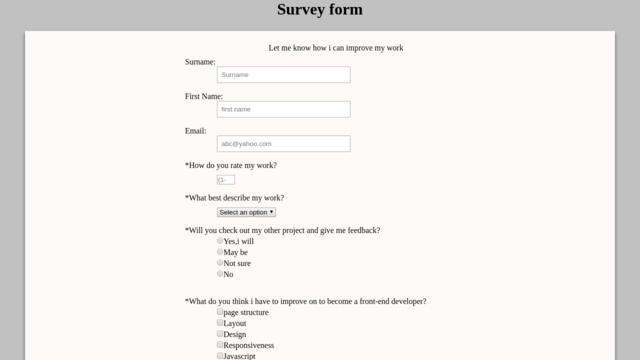 Survey form
Let me know how i can improve my work
Surname:
Surname
First Name:
first name
Email:
abc@yahoo.com
*How do you rate my work?
(1-
*What best describe my work?
Select an option
*Will you check out my other project and give me feedback?
Yes,i will
May be
Not sure
No
*What do you think i have to improve on to become a front-end developer?
page structure
Layout
Design
Responsiveness
Javascript